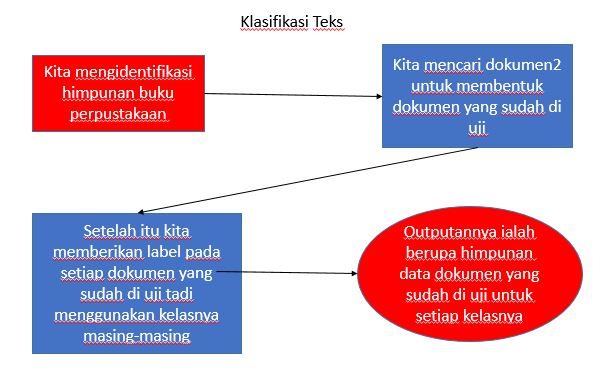 Klasifikasi Teks
Kita mengidentifikasi
himpunan buku
perpustakaan
Kita mencari dokumen2
untuk membentuk
dokumen yang sudah di
uji
Setelah itu kita
memberikan label pada
setiap dokumen yang
sudah di uji tadi
menggunakan kelasnya
masing-masing
Outputannya ialah
berupa himpunan
data dokumen yang
sudah di uji untuk
setiap kelasnya